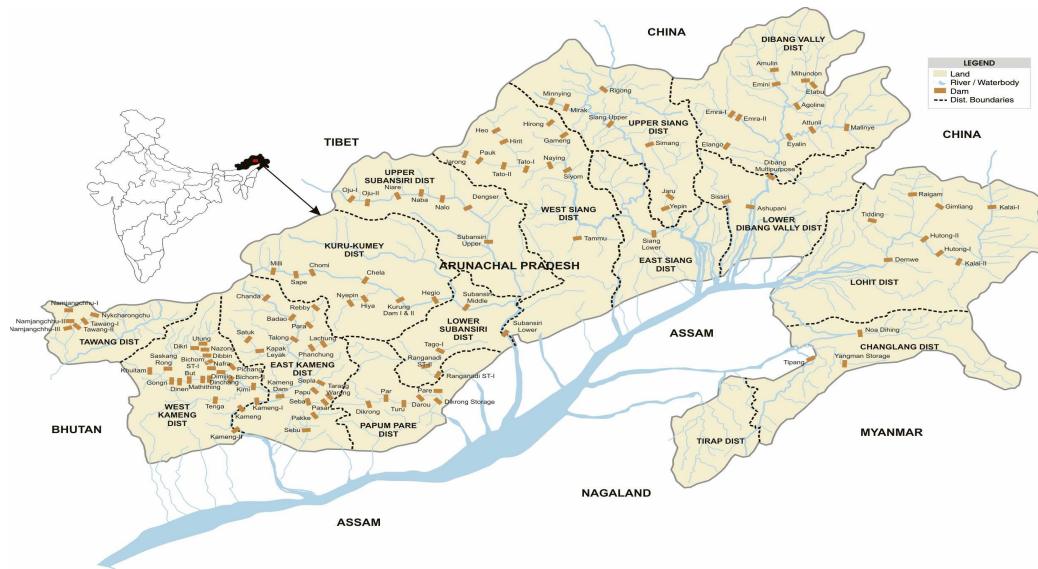 CHINA
DIBANG VALLY
DIST
LEGEND
Land
River / Waterbody
Dam
Dist. Boundaries
Amulin
Mihundon
Emini
Etabu
Agoline
Rigong
Minnying
Mirak
Emra-I
Emra-II
Attunli
Malinye
Hirong
Siang Upper
UPPER SIANG
DIST
Heo
Hirit
Gameng
Simang
Elango
Eyalin
CHINA
TIBET
Jarong
Pauk
Tato-I
Naying
Tato-II
Siyom
Dibang
Multipurpose
UPPER
SUBANSIRI DIST
Oju-I
Oju-II
Niare
Naba
Nalo
Dengser
WEST SIANG
DIST
Jaru
Yepin
Sissiri
Ashupani
LOWER
DIBANG VALLY DIST
Raigam
Gimliang
Kalai-I
Tidding
Hutong-II
Hutong-I
Kalai-II
Demwe
LOHIT DIST
KURU-KUMEY
DIST
Subansiri
Upper
Tammu
Siang
Lower
EAST SIANG
DIST
ARUNACHAL PRADESH
Milli
Sape
Chomi
Chela
Chanda
Nyepin
Hiya
Kurung
Dam I & II
Hegio
Subansiri
Middle
Rebby
Badao
Para
Namjangchhu-I
Nykcharongchu
Namjangchhu-II
Namjangchhu-III
Tawang-I
Tawang-II
TAWANG DIST
LOWER
SUBANSIRI
DIST
Subansiri
Lower
ASSAM
Noa Dihing
CHANGLANG DIST
Yangman Storage
Tipang
Satuk
Talong
Lachung
Phanchung
Kapak
Leyak
Tago-I
Ranganadi
ST-II
Ranganadi ST-I
Utung
Dikri
Nazong
Dibbin
Saskang
Rong
Bichom
ST-I
Nafra
But
Pichang
Bichom-II
Khuitam
Gongri
Dinen
Mathithing
Dinchang
Kimi
EAST KAMENG
DIST
Kameng
Dam
Sepla
Papu
Seba
Pasar
Pakke
Sebu
Par
Pare
Dikrong
Turu
Darou
Dikrong Storage
Tenga
Kameng-I
Kameng
Kameng-II
WEST
KAMENG
DIST
PAPUM PARE
DIST
BHUTAN
TIRAP DIST
MYANMAR
NAGALAND
ASSAM